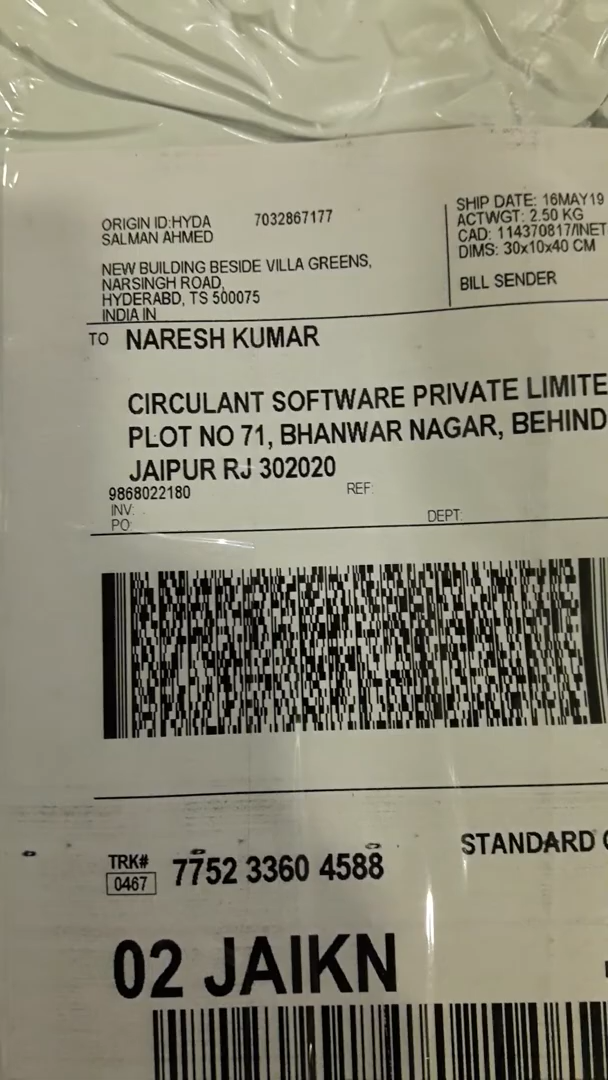 ORIGIN ID:HYDA 7032867177
SALMAN AHMED
NEW BUILDING BESIDE VILLA GREENS,
NARSINGH ROAD,
HYDERABD, TS 500075
INDIA IN
SHIP DATE: 16MAY19
ACTWGT: 2.50 KG
CAD: 114370817/INET
DIMS: 30x10x40 CM
BILL SENDER
TO NARESH KUMAR
CIRCULANT SOFTWARE PRIVATE LIMITE
PLOT NO 71, BHANWAR NAGAR, BEHIND
JAIPUR RJ 302020
9868022180 REF:
INV:
PO: DEPT:
STANDARD
TRK# 7752 3360 4588
0467
02 JAIKN